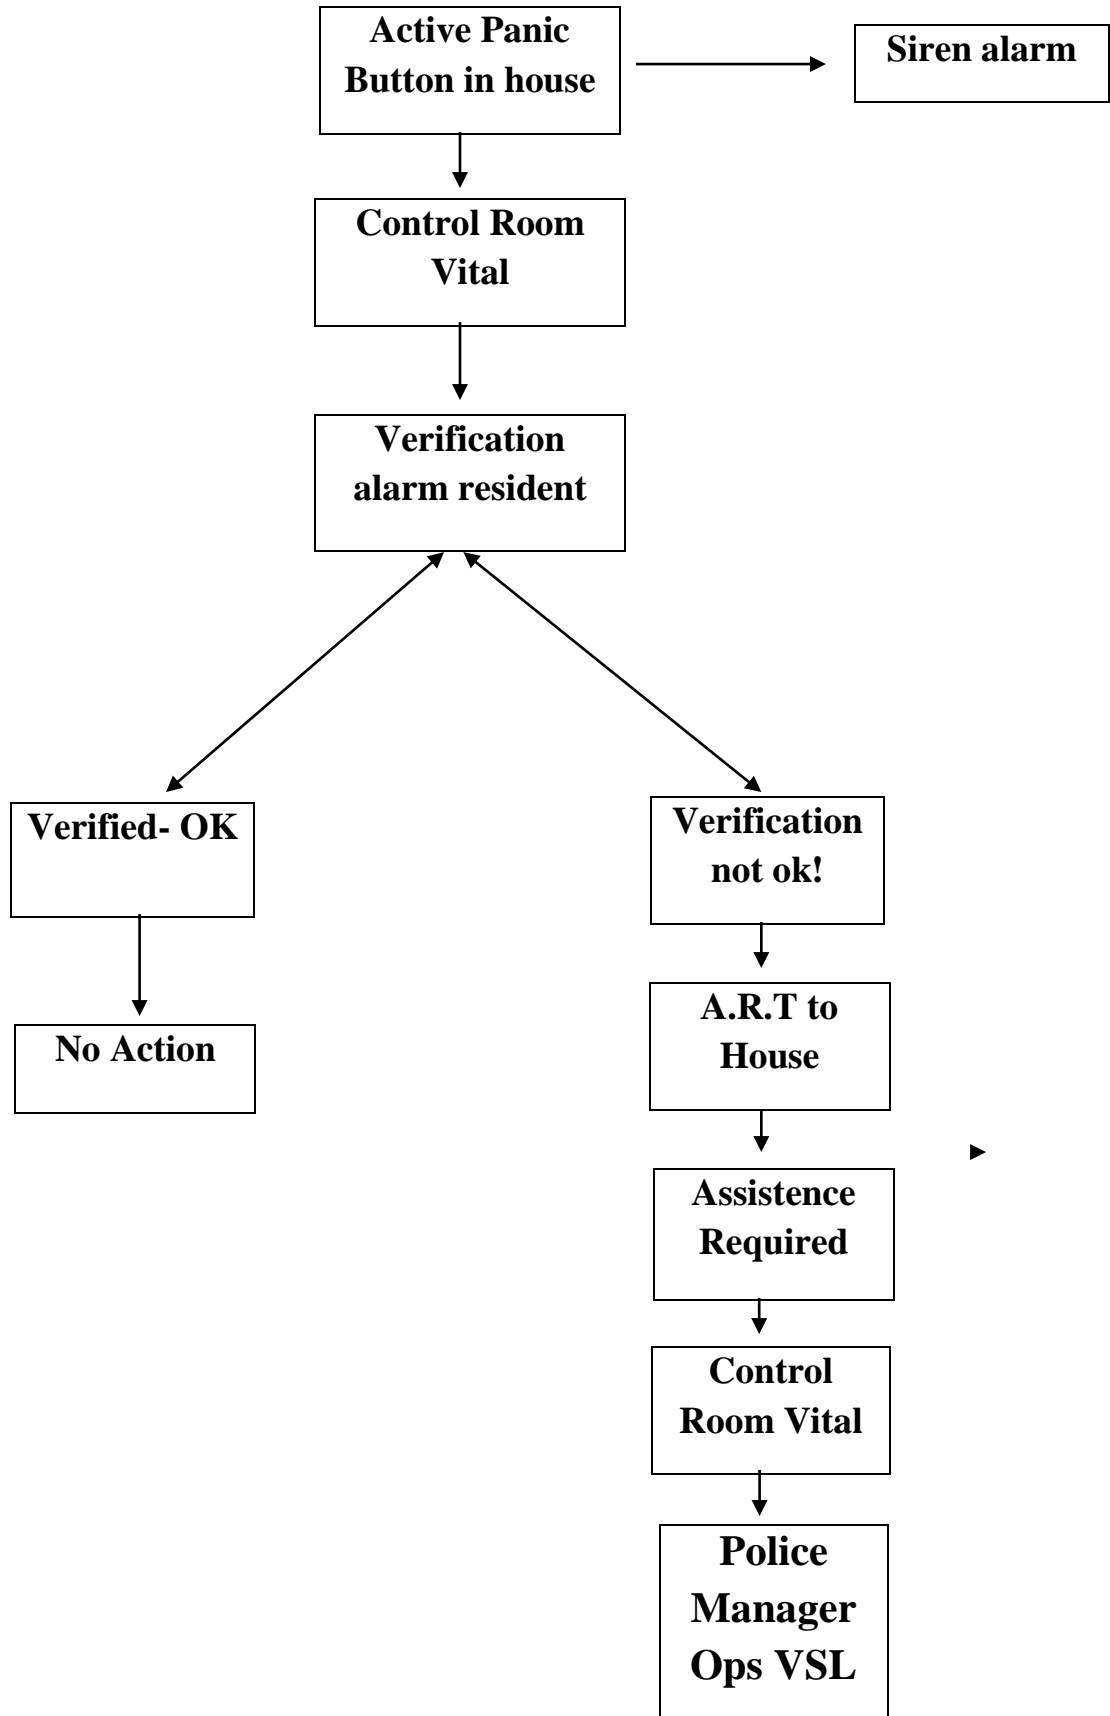 Active Panic
Button in house
Siren alarm
Control Room
Vital
Verification
alarm resident
Verified- OK
Verification
not ok!
No Action
A.R.T to
House
Assistence
Required
Control
Room Vital
Police
Manager
Ops VSL